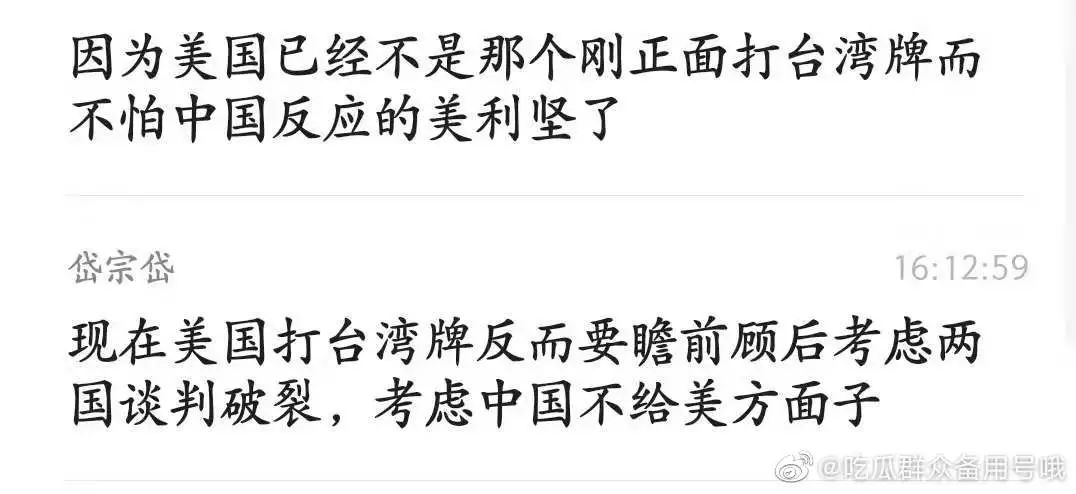 因为美国已经不是那个刚正面打台湾牌而
不怕中国反应的美利坚了
岱宗岱 16:12:59
现在美国打台湾牌反而要瞻前顾后考虑两
国谈判破裂，考虑中国不给美方面子
@吃瓜群众备用号哦